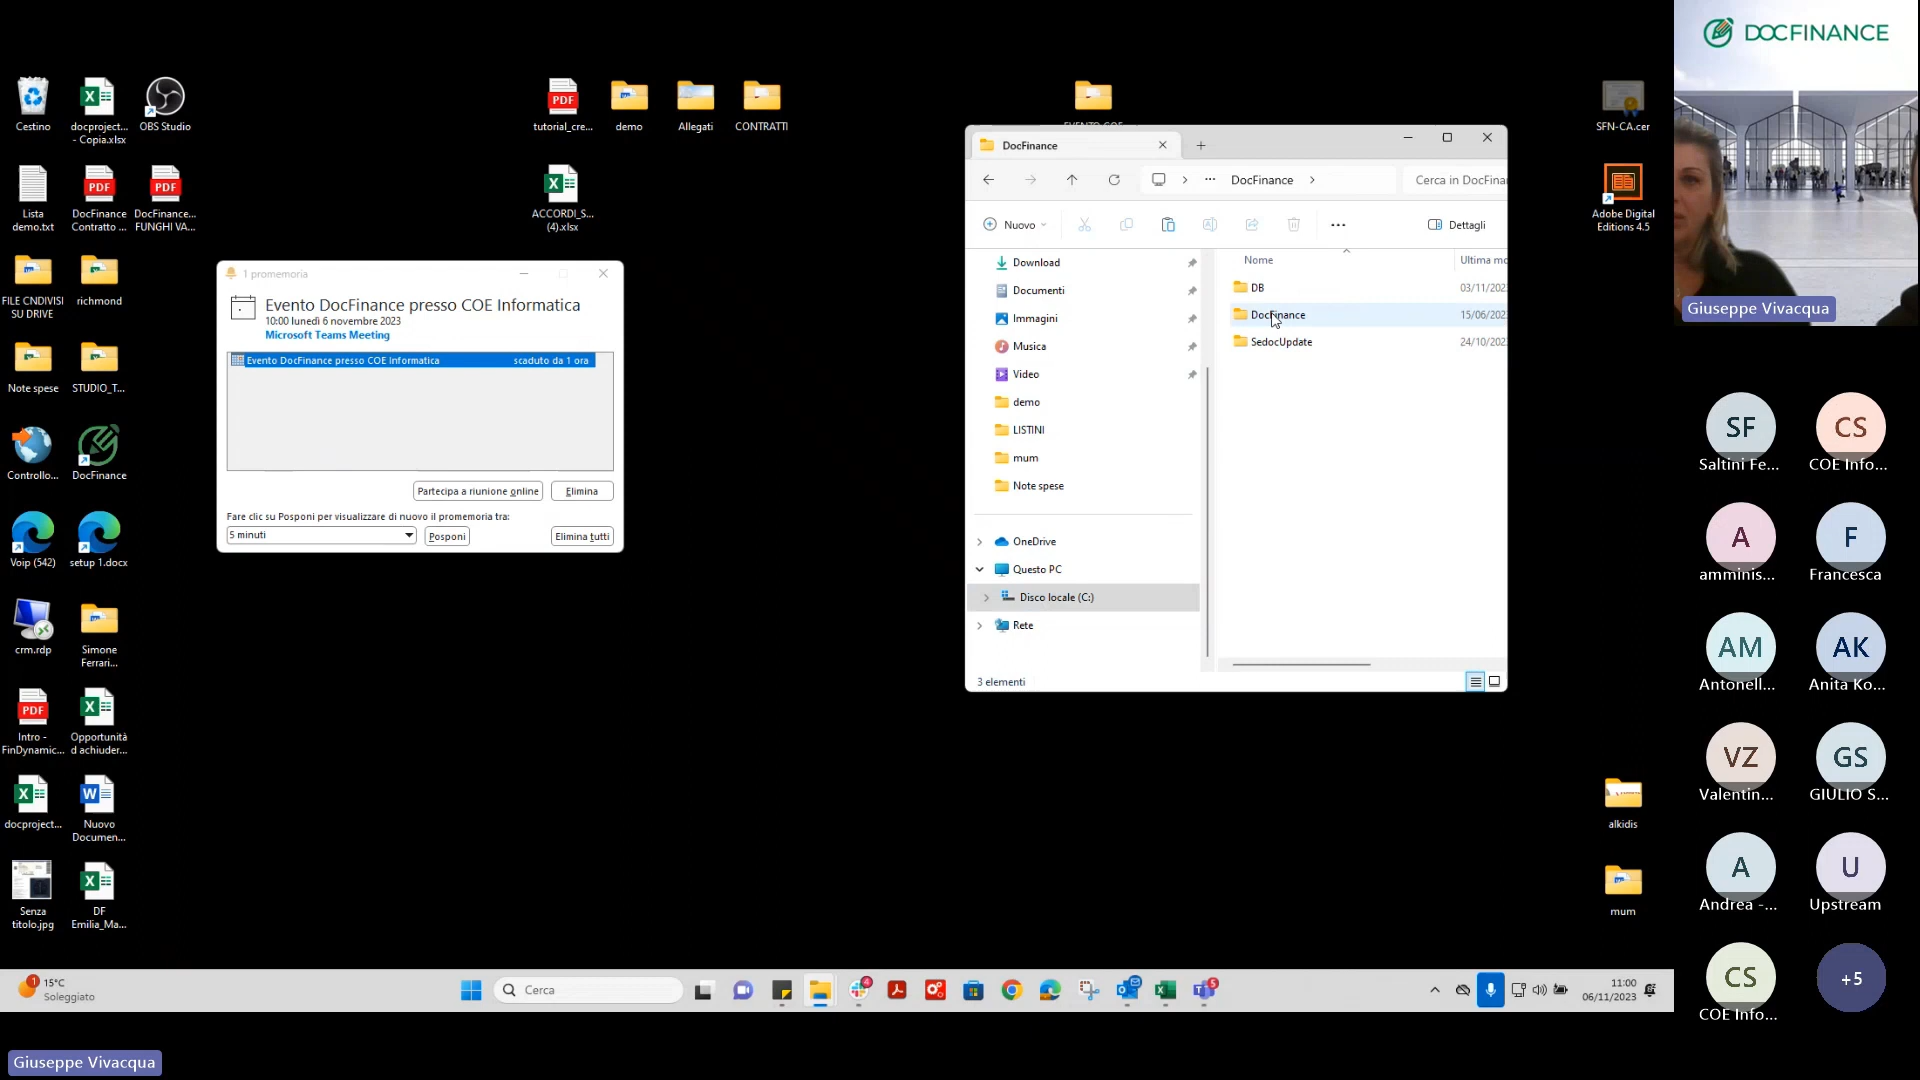 DOCFINANCE
Giuseppe Vivacqua
Cestino
docproject...
- Copia.xlsx
OBS Studio
PDF
tutorial_cre...
demo
Allegati
CONTRATTI
SFN-CA.cer
Lista
demo.txt
PDF
DocFinance
Contratto ...
PDF
DocFinance...
FUNGHI VA...
ACCORDI_S...
(4).xlsx
Adobe Digital
Editions 4.5
FILE CNDIVISI
SU DRIVE
richmond
Note spese
STUDIO_T...
Controllo...
DocFinance
Voip (542)
setup 1.docx
crm.rdp
Simone
Ferrari...
PDF
Intro -
FinDynamic...
Opportunità
d achiuder...
docproject...
Nuovo
Documen...
Senza
titolo.jpg
DF
Emilia_Ma...
alkidis
mum
1 promemoria
Evento DocFinance presso COE Informatica
10:00 lunedì 6 novembre 2023
Microsoft Teams Meeting
Evento DocFinance presso COE Informatica scaduto da 1 ora
Partecipa a riunione online
Elimina
Fare clic su Posponi per visualizzare di nuovo il promemoria tra:
5 minuti
Posponi
Elimina tutti
DocFinance
DocFinance
Cerca in DocFinan
Nuovo
Dettagli
Download
Documenti
Immagini
Musica
Video
demo
LISTINI
mum
Note spese
OneDrive
Questo PC
Disco locale (C:)
Rete
Nome
Ultima mo
DB 03/11/202
DocFinance 15/06/202
SedocUpdate 24/10/202
3 elementi
SF
Saltini Fe...
CS
COE Info...
A
amminis...
F
Francesca
AM
Antonell...
AK
Anita Ko...
VZ
Valentin...
GS
GIULIO S...
A
Andrea -...
U
Upstream
CS
COE Info...
+5
1
15°C
Soleggiato
Cerca
4
5
11:00
06/11/2023
Giuseppe Vivacqua